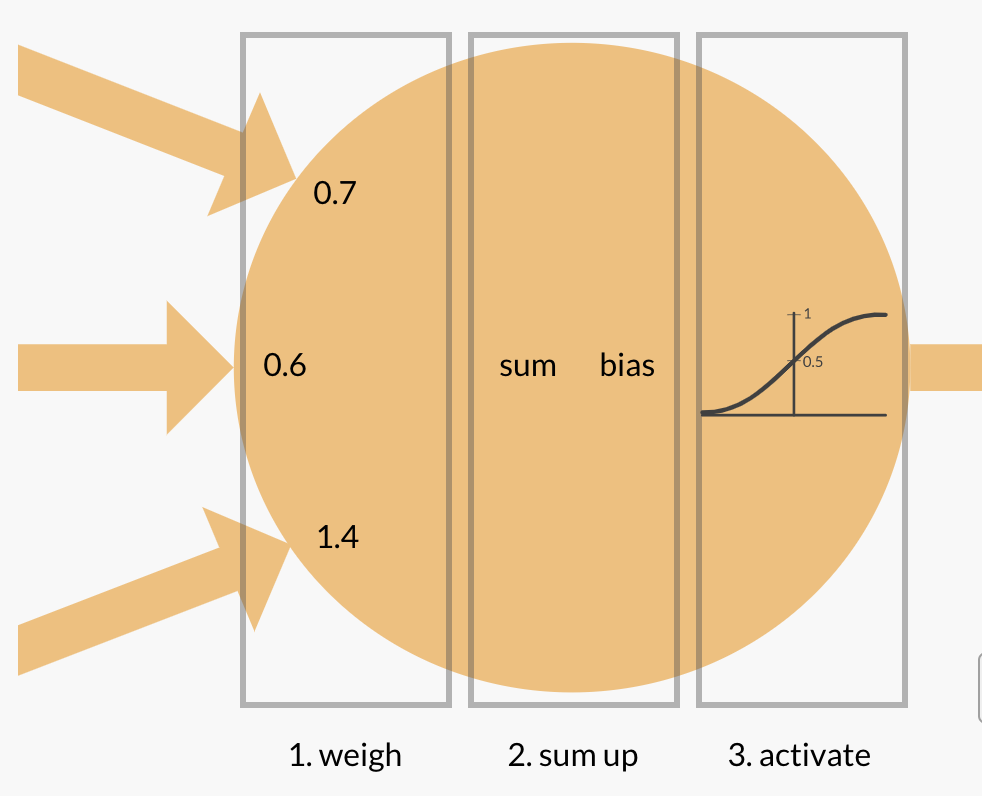 0.7
0.6
1.4
sum bias
1
0.5
1. weigh
2. sum up
3. activate